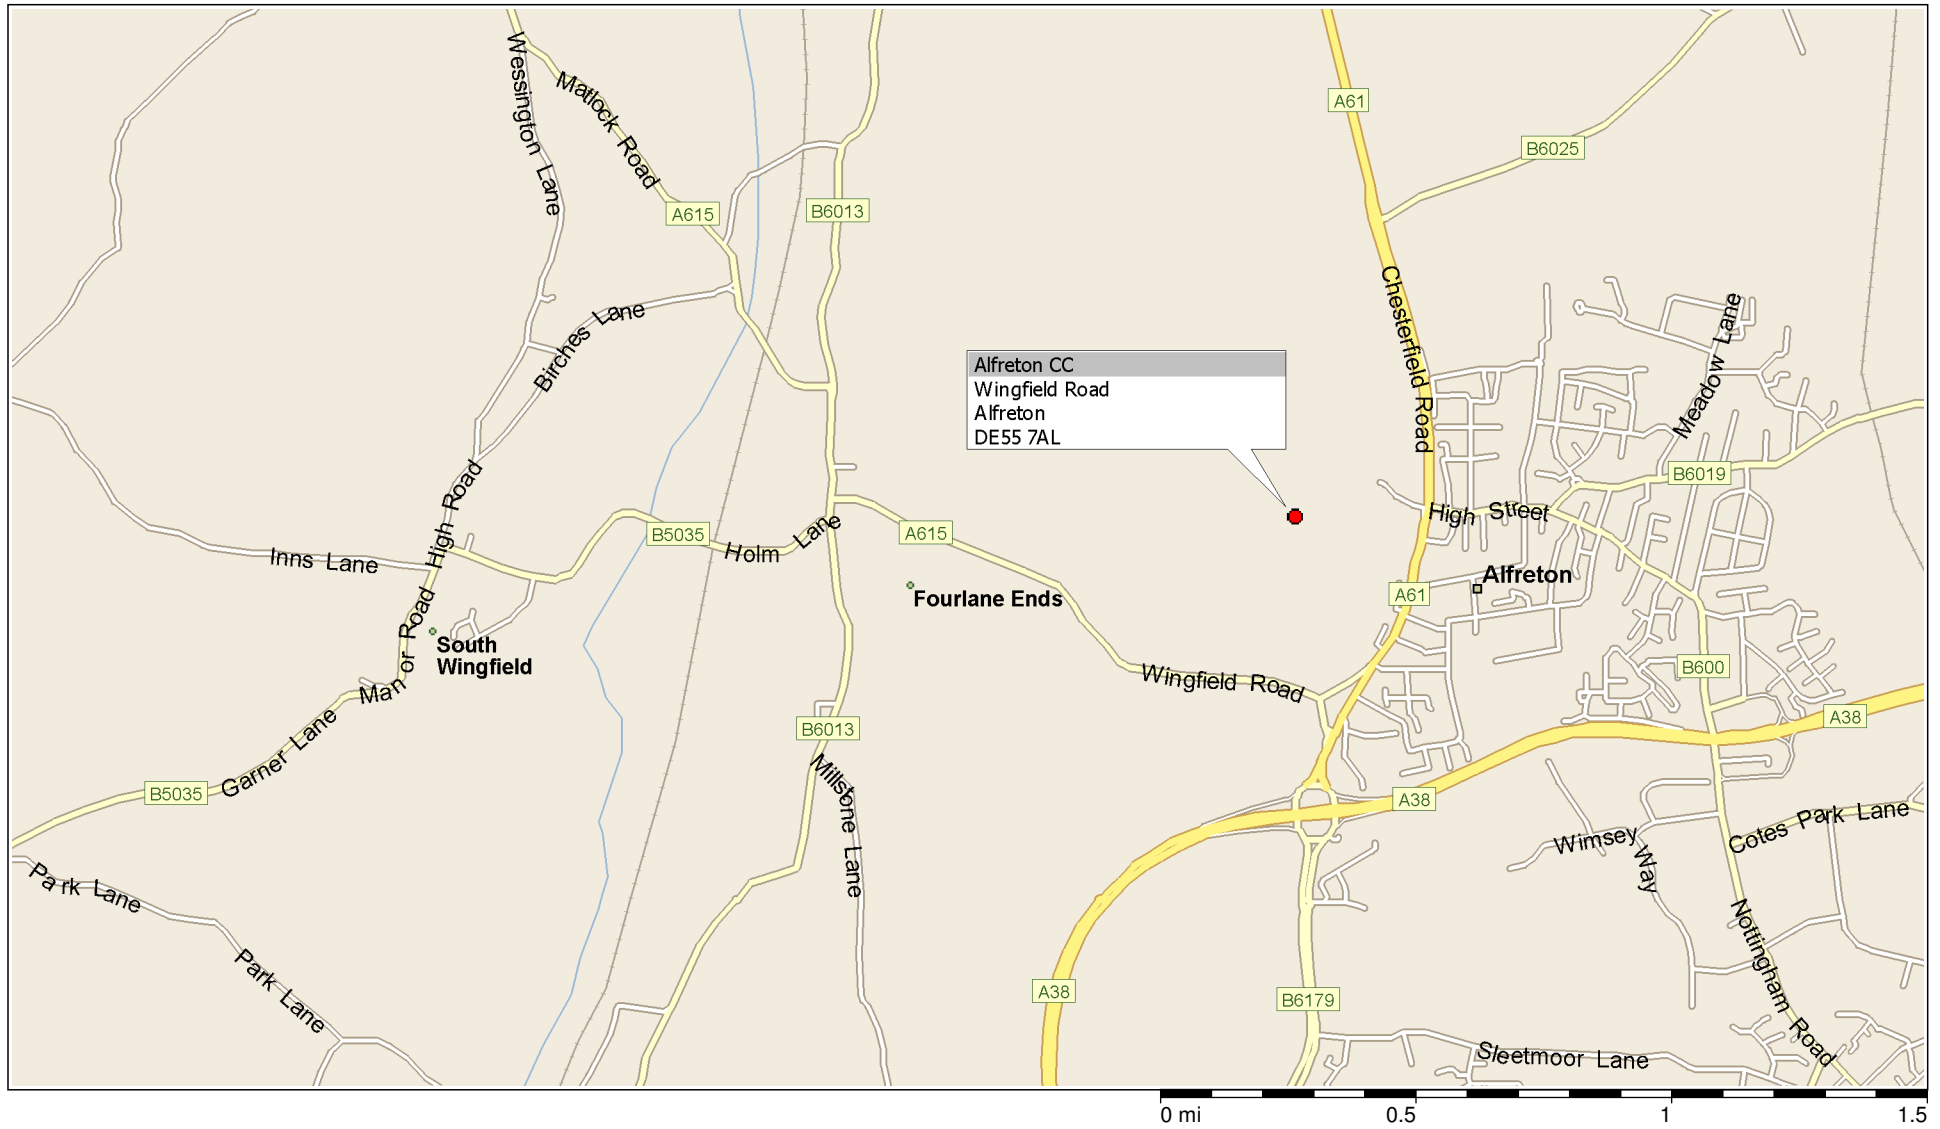 Wessington Lane
Matlock Road
A61
B6025
A615
B6013
Chesterfield Road
Meadow Lane
Birches Lane
Alfreton CC
Wingfield Road
Alfreton
DE55 7AL
High Road
B6019
High Street
B5035
Holm Lane
A615
Inns Lane
Alfreton
A61
Fourlane Ends
Manor Road
South
Wingfield
Wingfield Road
B600
Garner Lane
B6013
A38
B5035
Millstone Lane
A38
Cotes Park Lane
Wimsey Way
Park Lane
Nottingham Road
Park Lane
A38
B6179
Sleetmoor Lane
0 mi 0.5 1 1.5